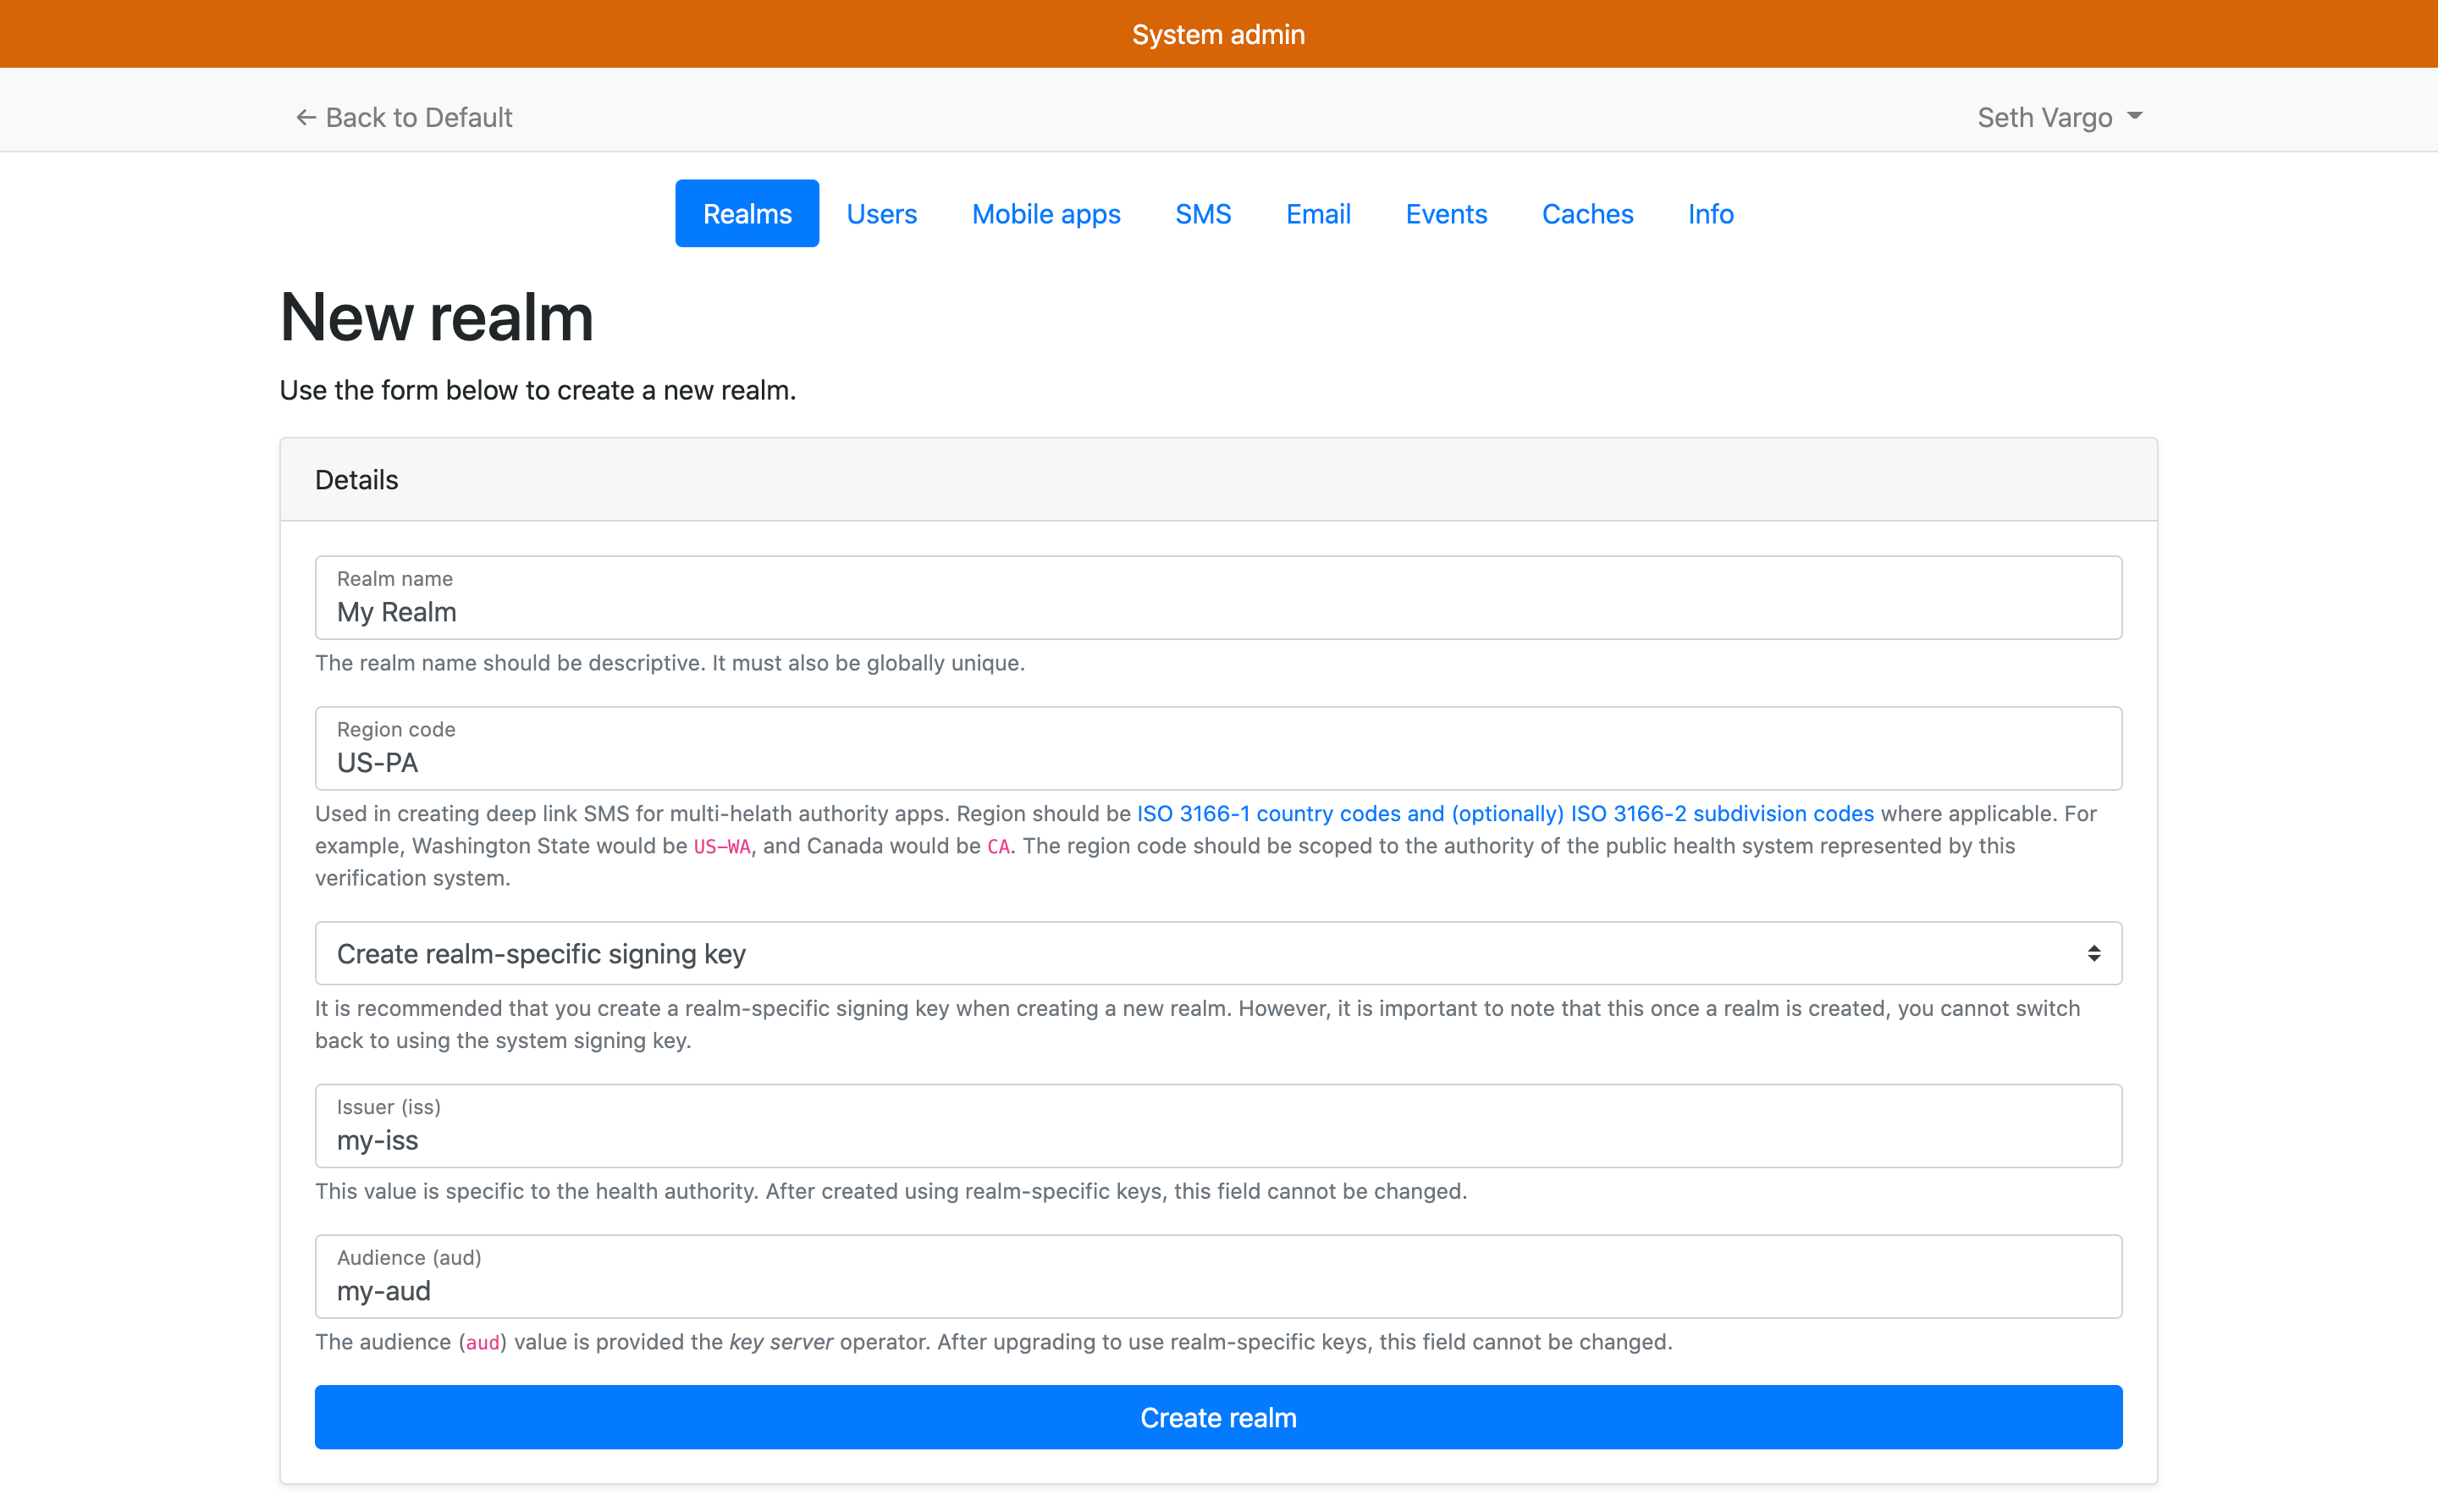 System admin
← Back to Default
Seth Vargo
Realms Users Mobile apps SMS Email Events Caches Info
New realm
Use the form below to create a new realm.
Details
Realm name
My Realm
The realm name should be descriptive. It must also be globally unique.
Region code
US-PA
Used in creating deep link SMS for multi-helath authority apps. Region should be ISO 3166-1 country codes and (optionally) ISO 3166-2 subdivision codes where applicable. For
example, Washington State would be US-WA, and Canada would be CA. The region code should be scoped to the authority of the public health system represented by this
verification system.
Create realm-specific signing key
It is recommended that you create a realm-specific signing key when creating a new realm. However, it is important to note that this once a realm is created, you cannot switch
back to using the system signing key.
Issuer (iss)
my-iss
This value is specific to the health authority. After created using realm-specific keys, this field cannot be changed.
Audience (aud)
my-aud
The audience (aud) value is provided the key server operator. After upgrading to use realm-specific keys, this field cannot be changed.
Create realm